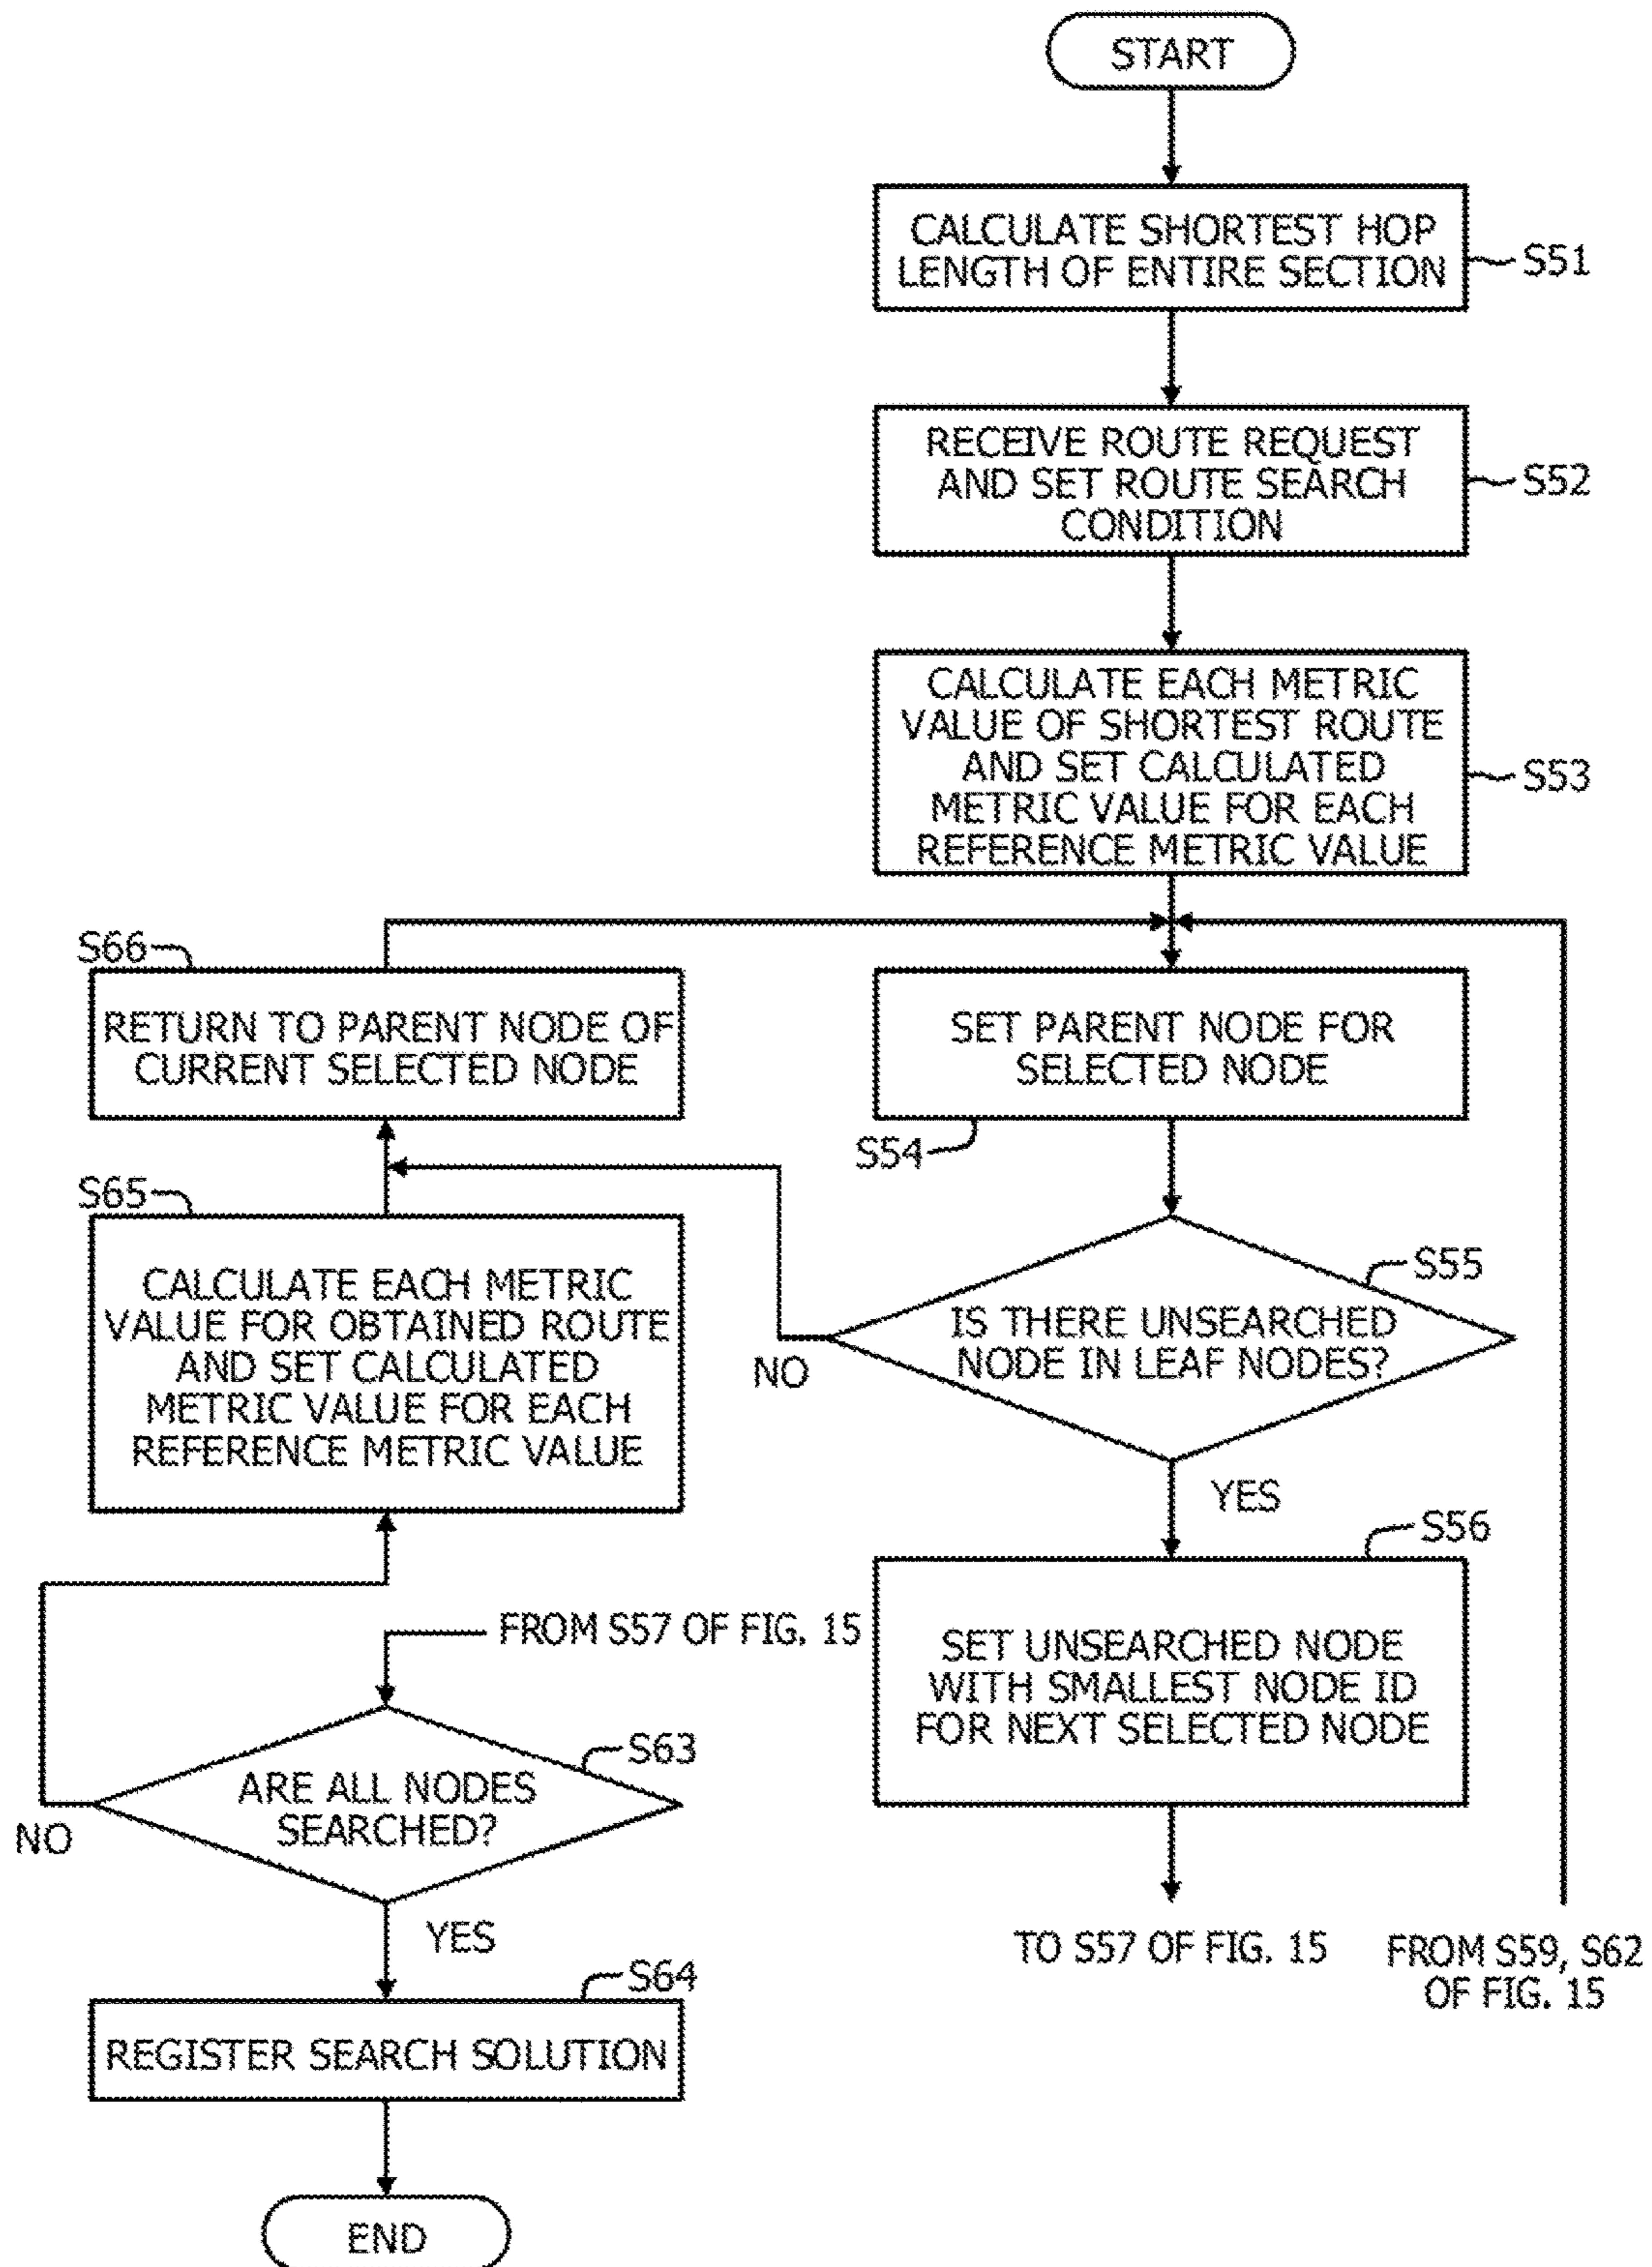 START
CALCULATE SHORTEST HOP
LENGTH OF ENTIRE SECTION
S51
RECEIVE ROUTE REQUEST
AND SET ROUTE SEARCH
CONDITION
S52
CALCULATE EACH METRIC
VALUE OF SHORTEST ROUTE
AND SET CALCULATED
METRIC VALUE FOR EACH
REFERENCE METRIC VALUE
S53
S66
RETURN TO PARENT NODE OF
CURRENT SELECTED NODE
SET PARENT NODE FOR
SELECTED NODE
S54
S65
CALCULATE EACH METRIC
VALUE FOR OBTAINED ROUTE
AND SET CALCULATED
METRIC VALUE FOR EACH
REFERENCE METRIC VALUE
S55
IS THERE UNSEARCHED
NODE IN LEAF NODES?
NO
YES
S56
SET UNSEARCHED NODE
WITH SMALLEST NODE ID
FOR NEXT SELECTED NODE
FROM S57 OF FIG. 15
S63
ARE ALL NODES
SEARCHED?
NO
YES
TO S57 OF FIG. 15
FROM S59, S62
OF FIG. 15
S64
REGISTER SEARCH SOLUTION
END